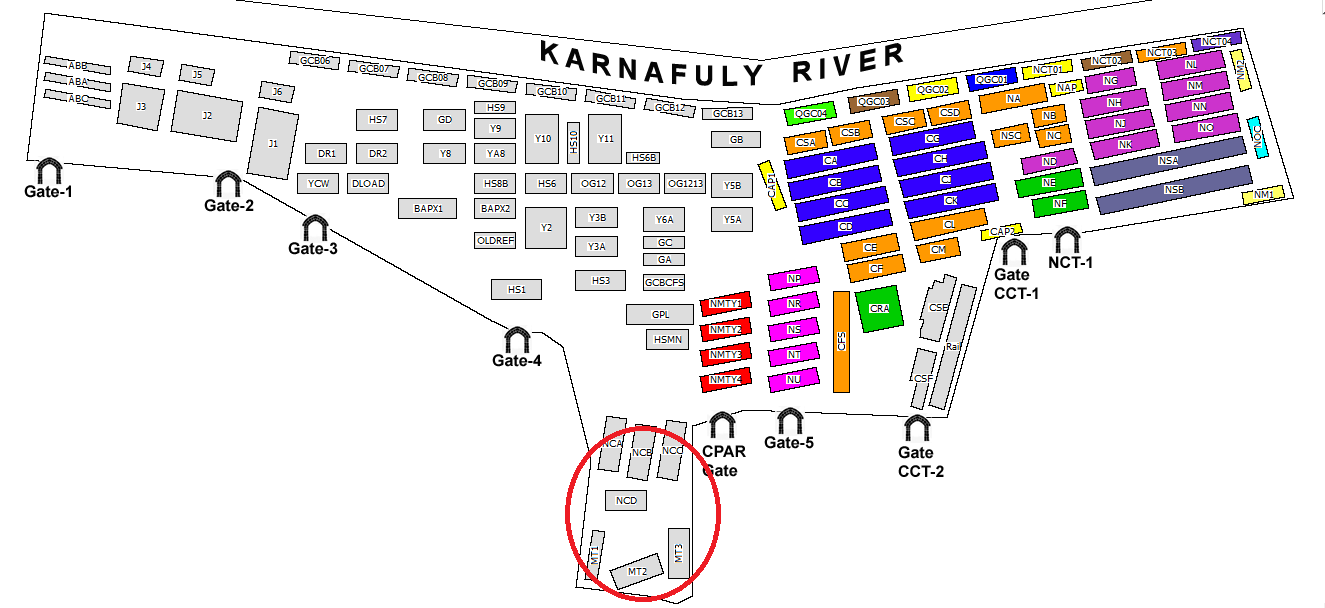 KARNAFULY RIVER
ABB
ABA
ABC
J4
J5
J3
J2
J6
J1
GCB06
GCB07
GCB08
GCB09
GCB10
GCB11
GCB12
GCB13
HS9
HS7
GD
Y9
Y10
HS10
Y11
GB
DR1
DR2
Y8
YA8
HS6B
YCW
DLOAD
HS8B
HS6
OG12
OG13
OG1213
Y5B
BAPX1
BAPX2
Y2
Y3B
Y6A
Y5A
OLDREF
Y3A
GC
GA
HS1
HS3
GCBCFS
GPL
HSMN
QGC04
QGC03
QGC02
QGC01
NCT01
NCT02
NCT03
NCT04
CSA
CSB
CSC
CSD
NA
NAP
NG
NL
NM2
CA
CB
CC
CD
CG
CH
CJ
CK
CL
CM
CE
CF
CAP1
CAP2
NSC
NB
NC
ND
NE
NF
NH
NJ
NK
NM
NN
NO
NSA
NSB
NM1
NP
NR
NS
NT
NU
NMTY1
NMTY2
NMTY3
NMTY4
CFS
CRA
CSE
CSF
Rail
Gate-1
Gate-2
Gate-3
Gate-4
CPAR
Gate
Gate-5
Gate
CCT-2
Gate
CCT-1
NCT-1
NCA
NCB
NCC
NCD
MT1
MT2
MT3